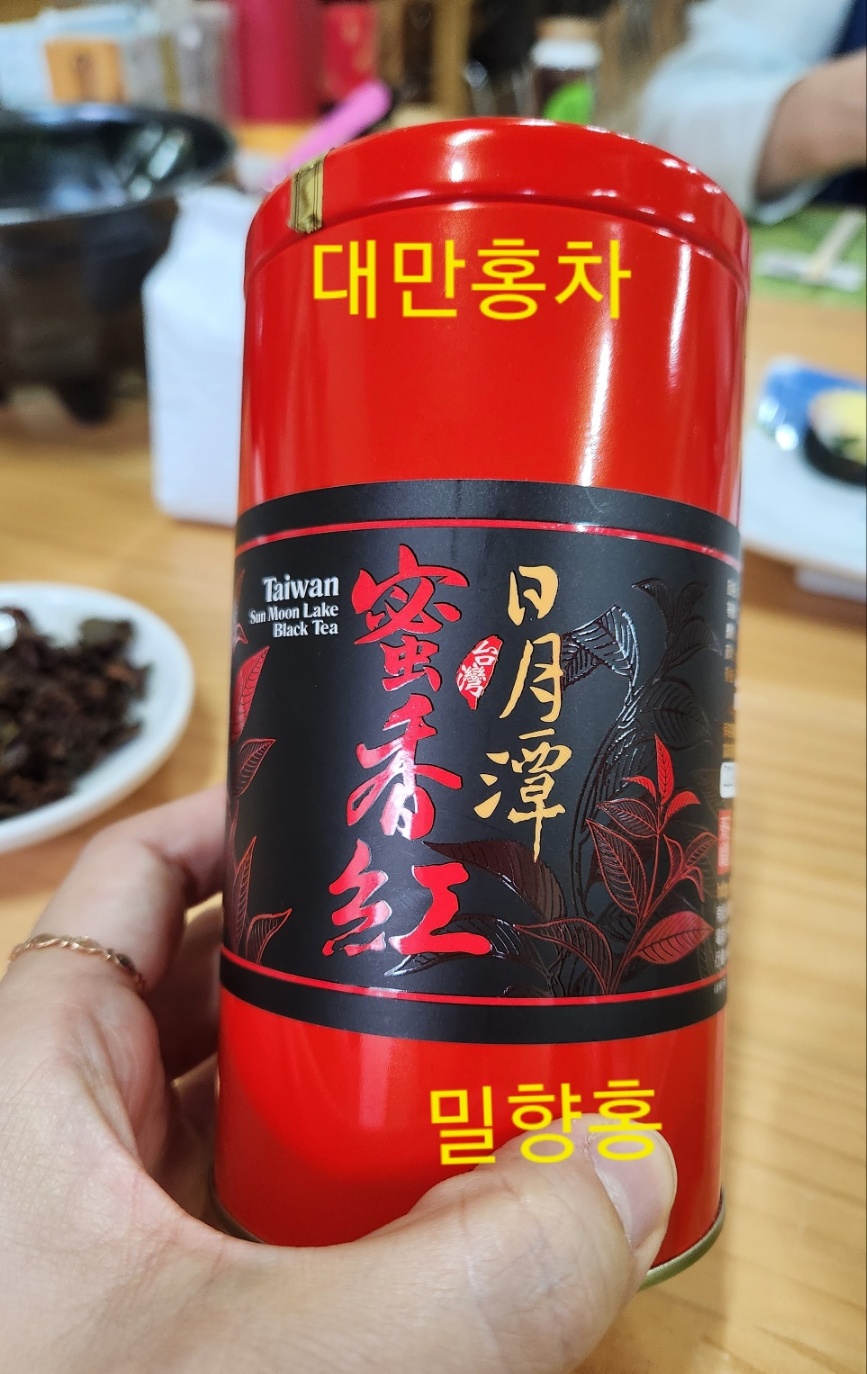 대만홍차
Taiwan
Sun Moon Lake
Black Tea
蜜香紅
台灣
日月潭
밀향홍